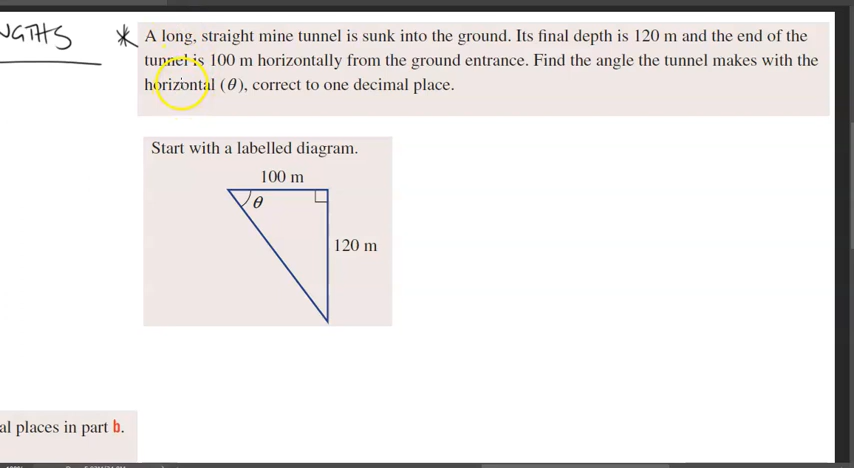 NGTHS *
A long, straight mine tunnel is sunk into the ground. Its final depth is 120 m and the end of the
tunnel is 100 m horizontally from the ground entrance. Find the angle the tunnel makes with the
horizontal (θ), correct to one decimal place.
Start with a labelled diagram.
100 m
θ
120 m
al places in part b.